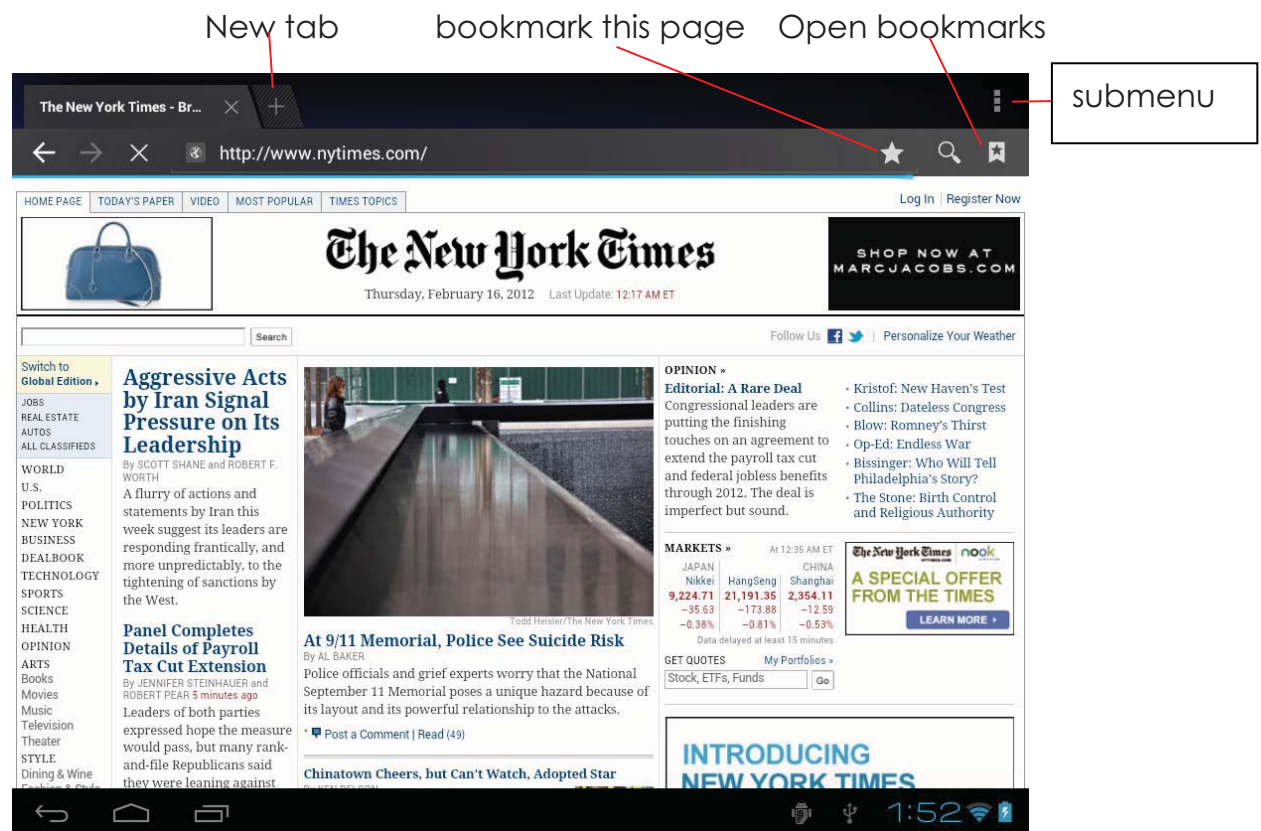 New tab bookmark this page Open bookmarks
submenu
The New York Times - Br...
http://www.nytimes.com/
HOME PAGE TODAY'S PAPER VIDEO MOST POPULAR TIMES TOPICS
Log In Register Now
The New York Times
Thursday, February 16, 2012 Last Update: 12:17 AM ET
SHOP NOW AT
MARCJACOBS.COM
Search
Follow Us Personalize Your Weather
Switch to
Global Edition
JOBS
REAL ESTATE
AUTOS
ALL CLASSIFIEDS
WORLD
U.S.
POLITICS
NEW YORK
BUSINESS
DEALBOOK
TECHNOLOGY
SPORTS
SCIENCE
HEALTH
OPINION
ARTS
Books
Movies
Music
Television
Theater
STYLE
Dining & Wine
Fashion & Style
Aggressive Acts
by Iran Signal
Pressure on Its
Leadership
By SCOTT SHANE and ROBERT F.
WORTH
A flurry of actions and
statements by Iran this
week suggest its leaders are
responding frantically, and
more unpredictably, to the
tightening of sanctions by
the West.
Panel Completes
Details of Payroll
Tax Cut Extension
By JENNIFER STEINHAUER and
ROBERT PEAR 5 minutes ago
Leaders of both parties
expressed hope the measure
would pass, but many rank-
and-file Republicans said
they were leaning against
Todd Heisler/The New York Times
At 9/11 Memorial, Police See Suicide Risk
By AL BAKER
Police officials and grief experts worry that the National
September 11 Memorial poses a unique hazard because of
its layout and its powerful relationship to the attacks.
Post a Comment | Read (49)
Chinatown Cheers, but Can't Watch, Adopted Star
By KEN BELSON
OPINION »
Editorial: A Rare Deal
Congressional leaders are
putting the finishing
touches on an agreement to
extend the payroll tax cut
and federal jobless benefits
through 2012. The deal is
imperfect but sound.
• Kristof: New Haven's Test
• Collins: Dateless Congress
• Blow: Romney's Thirst
• Op-Ed: Endless War
• Bissinger: Who Will Tell
Philadelphia's Story?
• The Stone: Birth Control
and Religious Authority
MARKETS » At 12:35 AM ET
JAPAN CHINA
Nikkei HangSeng Shanghai
9,224.71 21,191.35 2,354.11
−35.63 −173.88 −12.59
−0.38% −0.81% −0.53%
Data delayed at least 15 minutes
GET QUOTES My Portfolios »
Stock, ETFs, Funds Go
The New York Times nook
A SPECIAL OFFER
FROM THE TIMES
LEARN MORE
INTRODUCING
NEW YORK TIMES
1:52